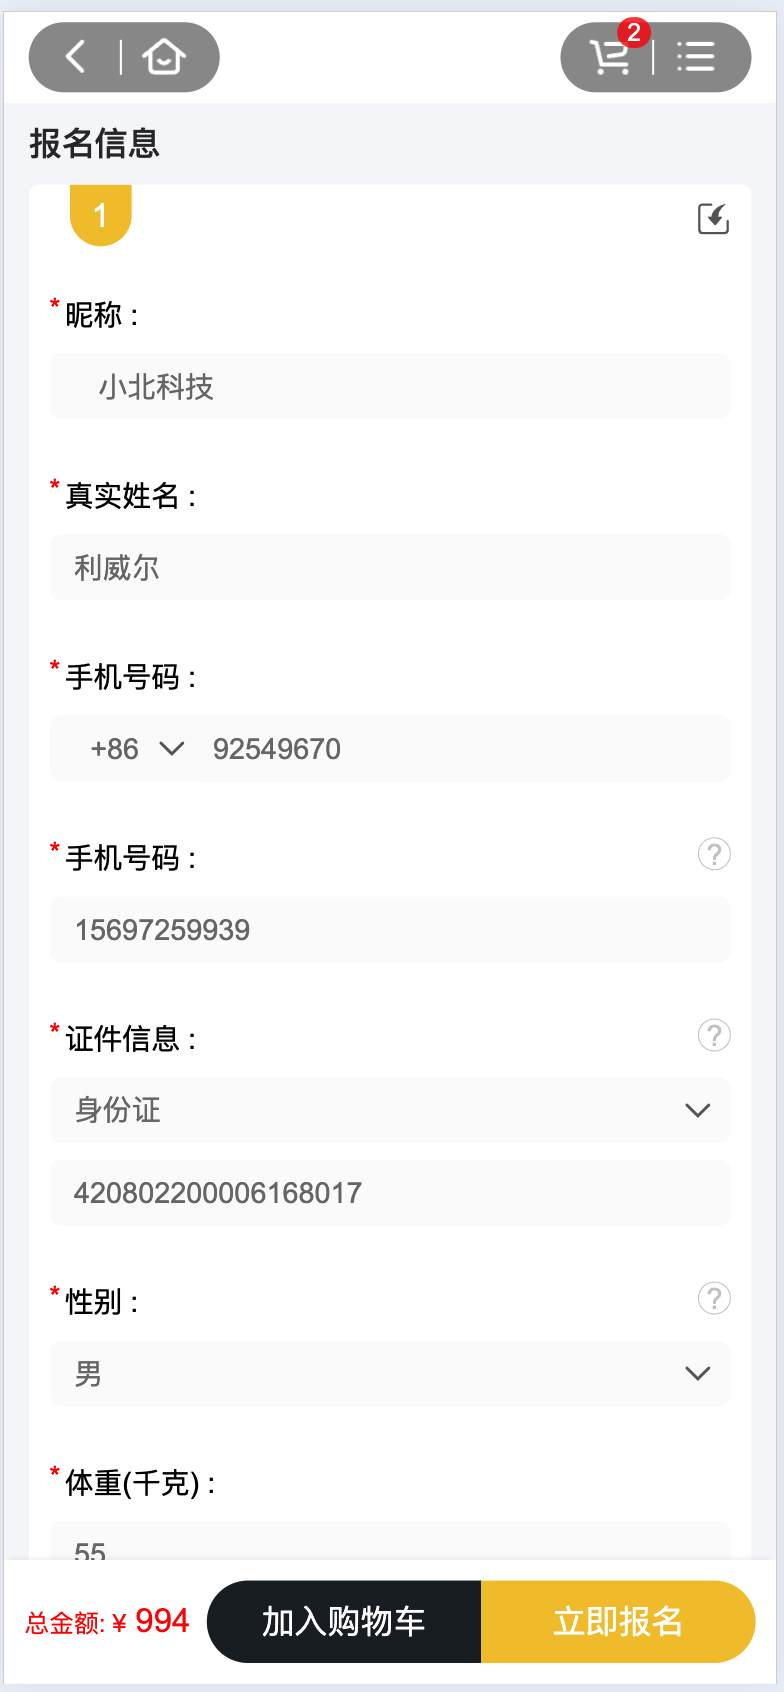 2
报名信息
1
*昵称 :
小北科技
*真实姓名 :
利威尔
*手机号码 :
+86 92549670
*手机号码 :
?
15697259939
*证件信息 :
?
身份证
420802200006168017
*性别 :
?
男
*体重(千克) :
55
总金额: ¥ 994
加入购物车
立即报名